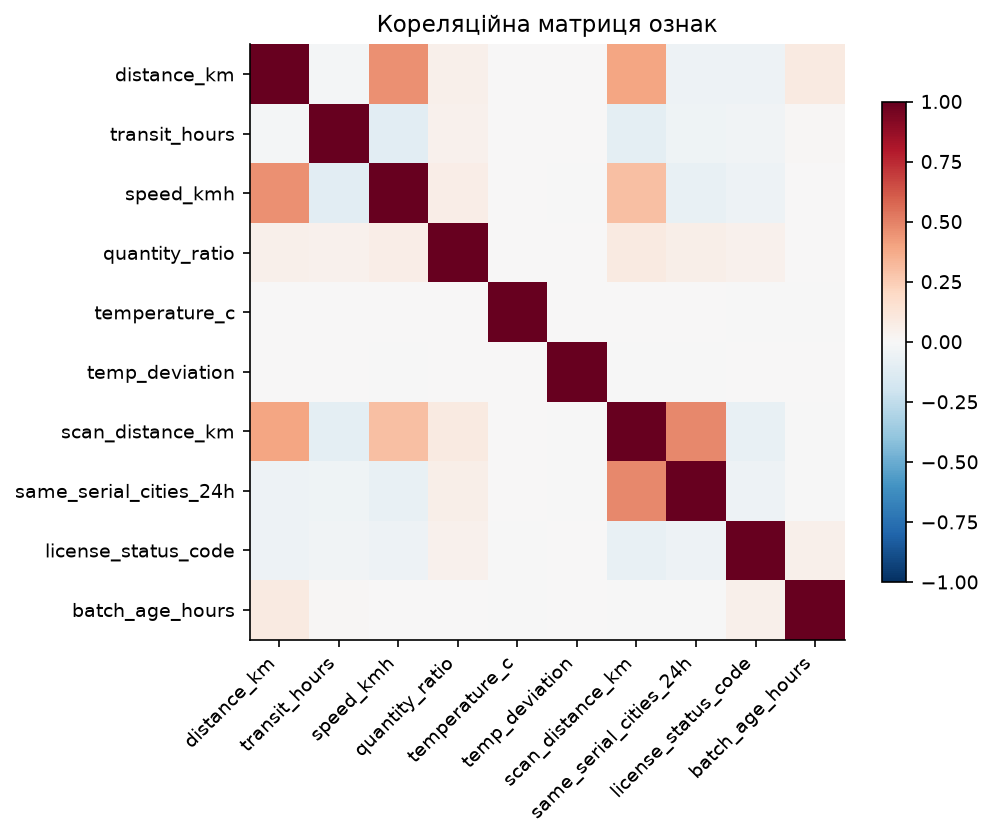 Кореляційна матриця ознак
distance_km
transit_hours
speed_kmh
quantity_ratio
temperature_c
temp_deviation
scan_distance_km
same_serial_cities_24h
license_status_code
batch_age_hours
distance_km
transit_hours
speed_kmh
quantity_ratio
temperature_c
temp_deviation
scan_distance_km
same_serial_cities_24h
license_status_code
batch_age_hours
1.00
0.75
0.50
0.25
0.00
−0.25
−0.50
−0.75
−1.00